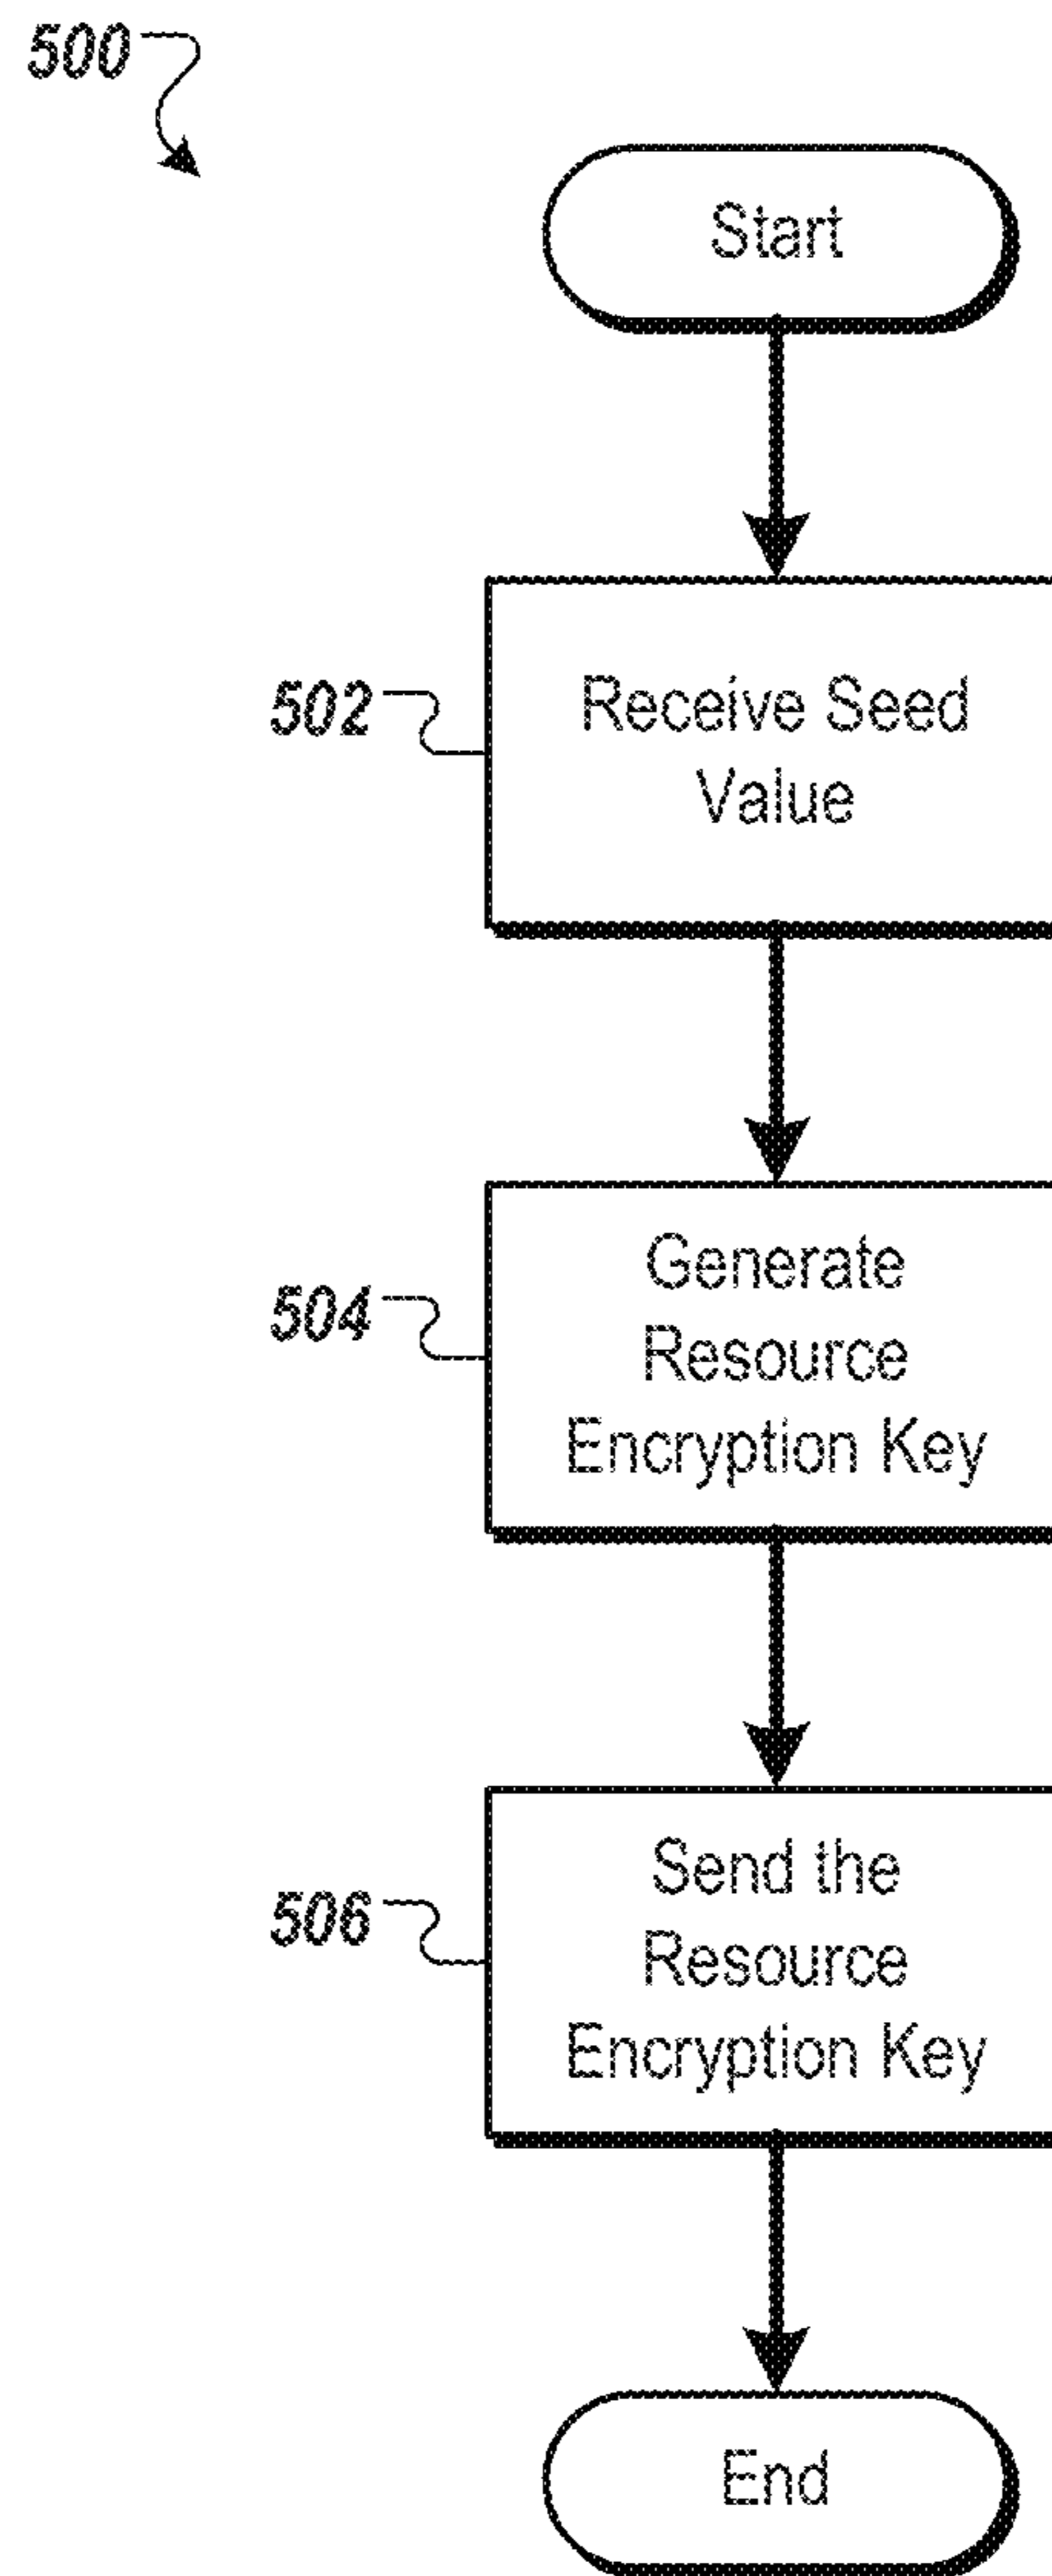 500
Start
502
Receive Seed
Value
504
Generate
Resource
Encryption Key
506
Send the
Resource
Encryption Key
End